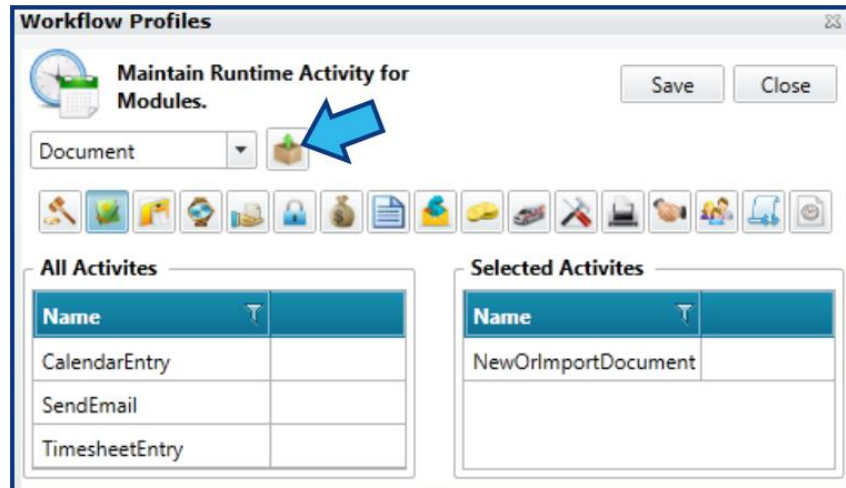 Workflow Profiles
Maintain Runtime Activity for
Modules.
Save
Close
Document
All Activites
Name
CalendarEntry
SendEmail
TimesheetEntry
Selected Activites
Name
NewOrImportDocument